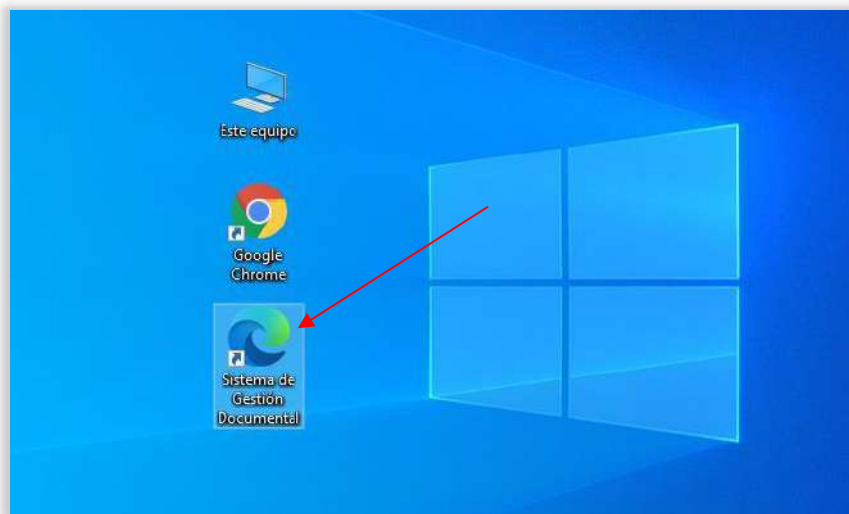 Este equipo
Google
Chrome
Sistema de
Gestión
Documental